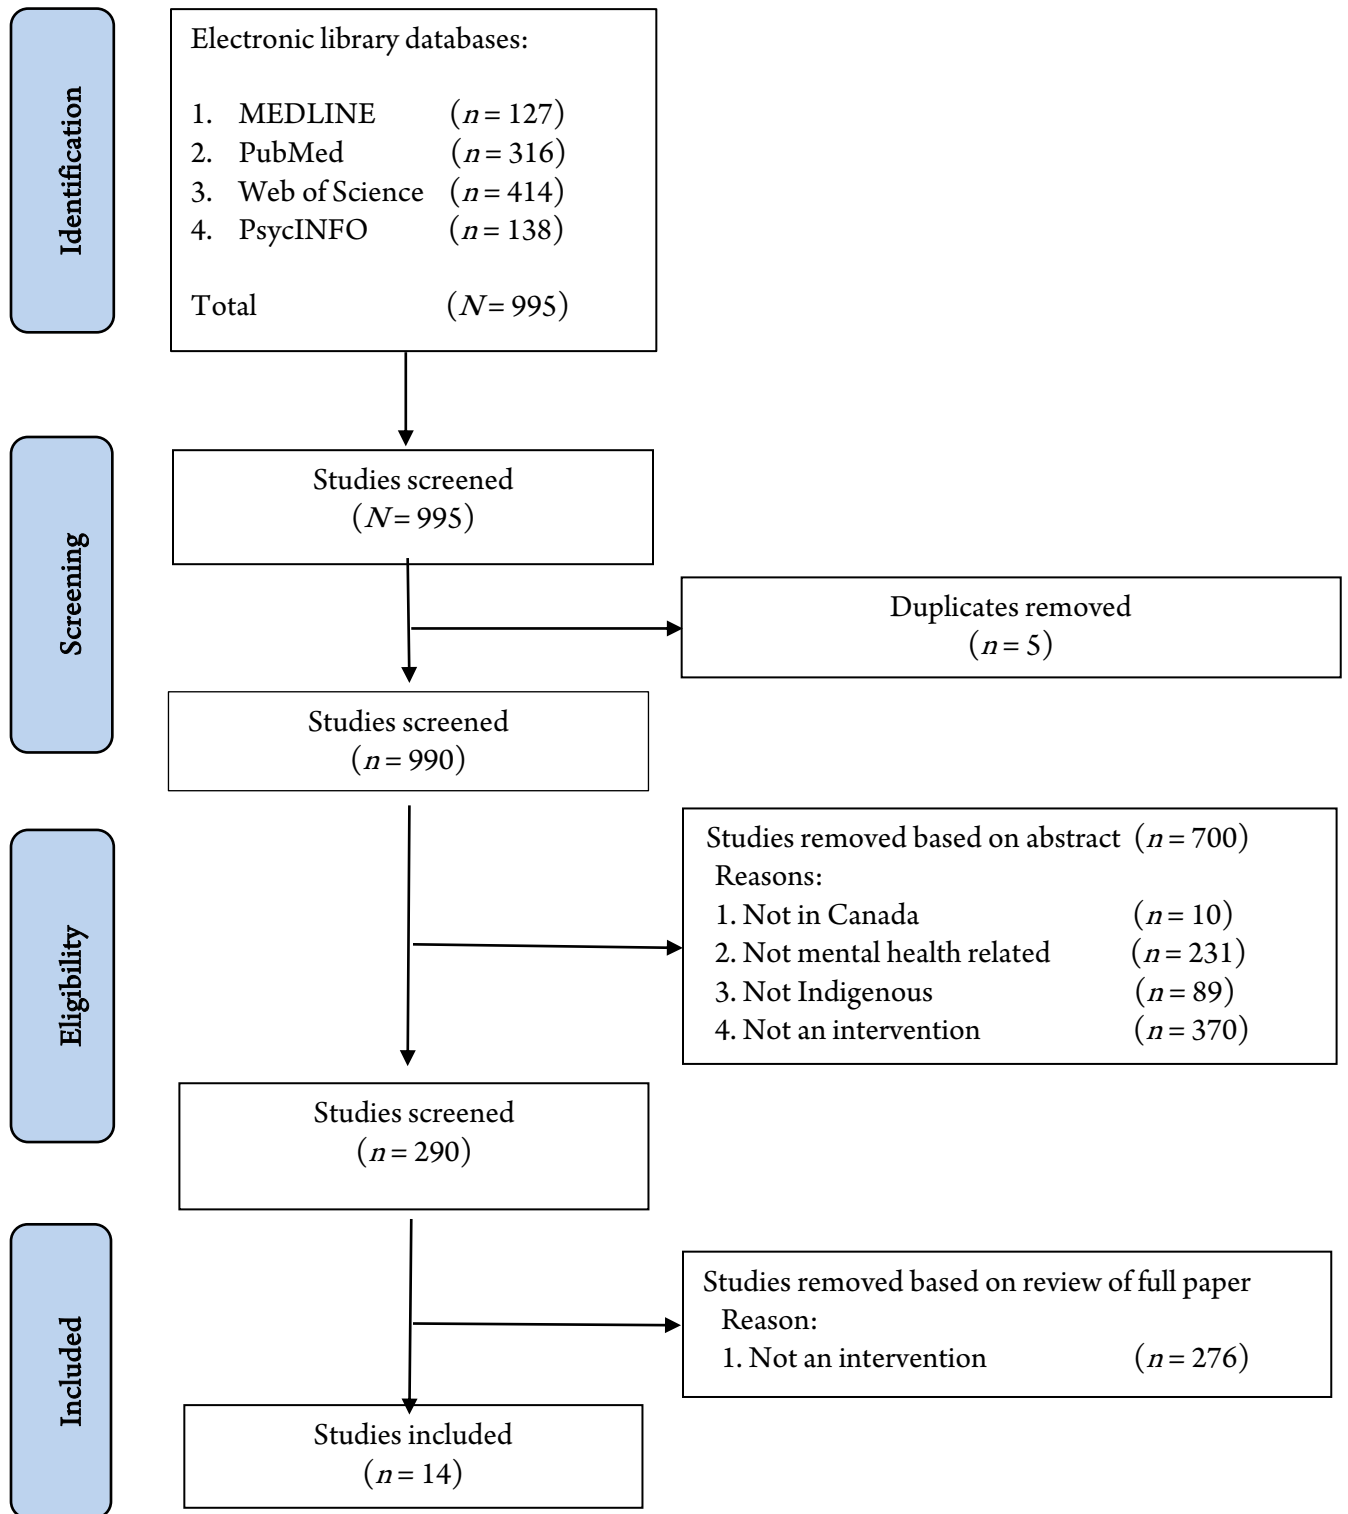 Identification
Electronic library databases:
1. MEDLINE (n = 127)
2. PubMed (n = 316)
3. Web of Science (n = 414)
4. PsycINFO (n = 138)
Total (N = 995)
Screening
Studies screened
(N = 995)
Duplicates removed
(n = 5)
Studies screened
(n = 990)
Eligibility
Studies removed based on abstract (n = 700)
Reasons:
1. Not in Canada (n = 10)
2. Not mental health related (n = 231)
3. Not Indigenous (n = 89)
4. Not an intervention (n = 370)
Studies screened
(n = 290)
Included
Studies removed based on review of full paper
Reason:
1. Not an intervention (n = 276)
Studies included
(n = 14)